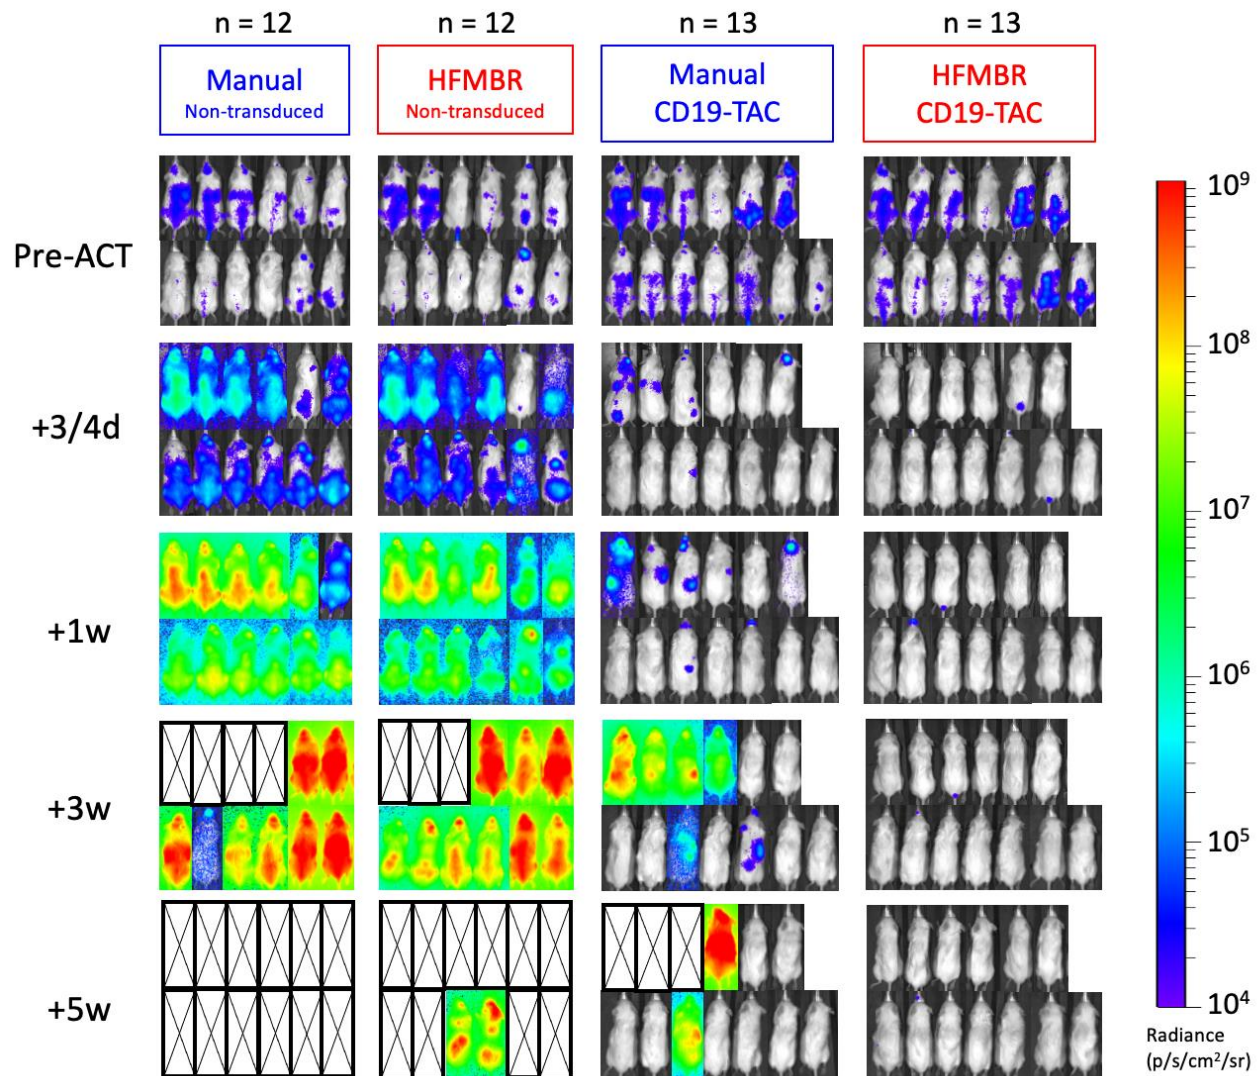 n = 12
n = 12
n = 13
n = 13
Manual
Non-transduced
HFMBR
Non-transduced
Manual
CD19-TAC
HFMBR
CD19-TAC
Pre-ACT
+3/4d
+1w
+3w
+5w
10⁹
10⁸
10⁷
10⁶
10⁵
10⁴
Radiance
(p/s/cm²/sr)